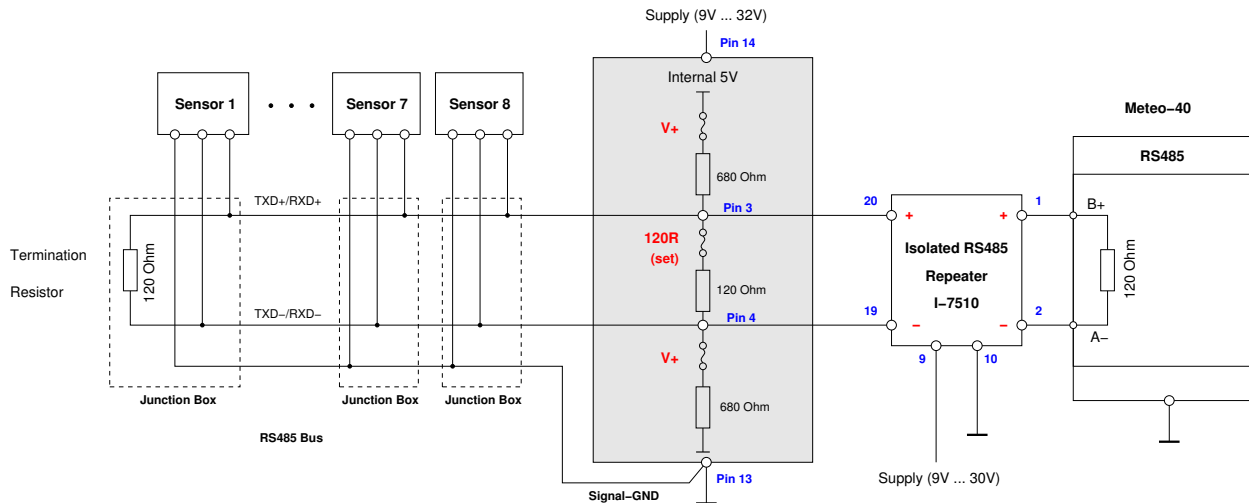 Supply (9V ... 32V)
Pin 14
Internal 5V
Sensor 1
Sensor 7
Sensor 8
Meteo−40
V+
RS485
680 Ohm
TXD+/RXD+
Pin 3
20
1
B+
+
+
120R
(set)
Isolated RS485
Repeater
I−7510
Termination
Resistor
120 Ohm
120 Ohm
120 Ohm
TXD−/RXD−
Pin 4
19
2
−
−
A−
V+
9
10
680 Ohm
Junction Box
Junction Box
Junction Box
RS485 Bus
Pin 13
Supply (9V ... 30V)
Signal−GND